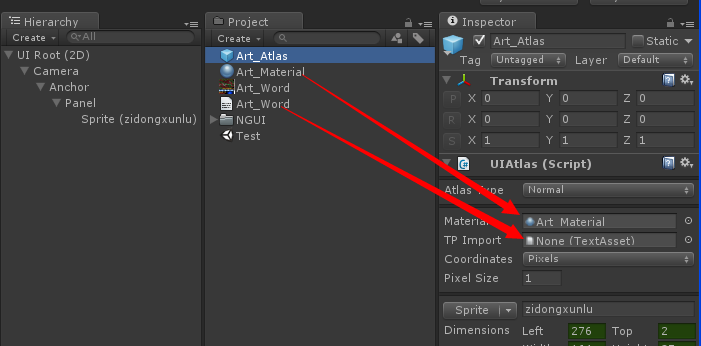 Hierarchy
Create All
UI Root (2D)
Camera
Anchor
Panel
Sprite (zidongxunlu)
Project
Create
Art_Atlas
Art_Material
Art_Word
Art_Word
NGUI
Test
Inspector
Art_Atlas Static
Tag Untagged Layer Default
Transform
P X 0 Y 0 Z 0
R X 0 Y 0 Z 0
S X 1 Y 1 Z 1
UIAtlas (Script)
Atlas Type Normal
Material Art_Material
TP Import None (TextAsset)
Coordinates Pixels
Pixel Size 1
Sprite zidongxunlu
Dimensions Left 276 Top 2